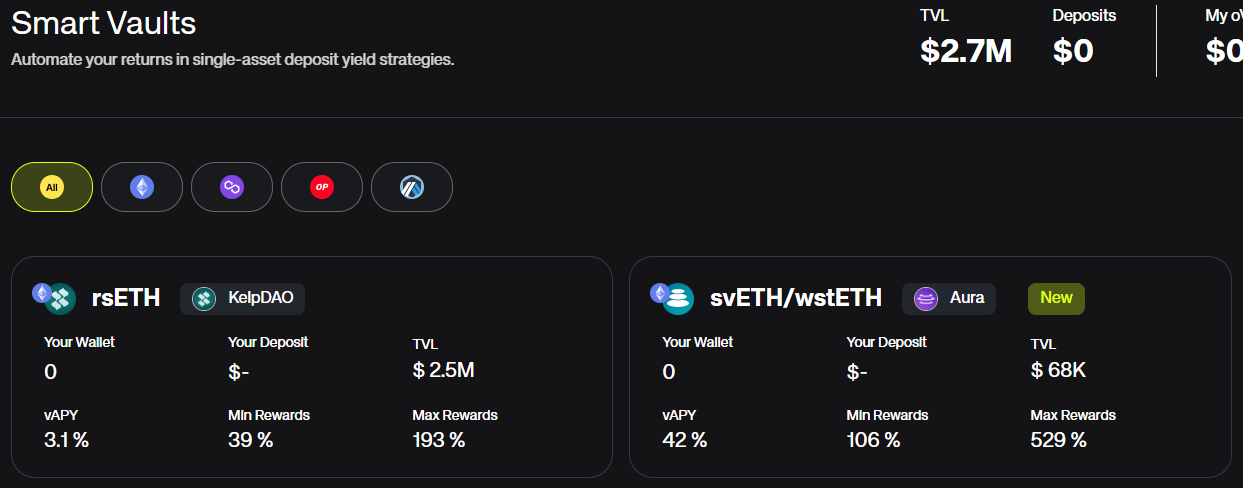 Smart Vaults
Automate your returns in single-asset deposit yield strategies.
TVL Deposits My oV
$2.7M $0 $0
All OP
rsETH KelpDAO
Your Wallet Your Deposit TVL
0 $- $ 2.5M
vAPY Min Rewards Max Rewards
3.1 % 39 % 193 %
svETH/wstETH Aura New
Your Wallet Your Deposit TVL
0 $- $ 68K
vAPY Min Rewards Max Rewards
42 % 106 % 529 %